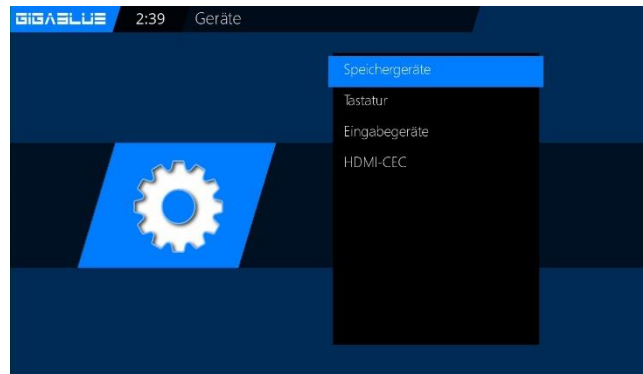 GIGABLUE 2:39 Geräte
Speichergeräte
Tastatur
Eingabegeräte
HDMI-CEC